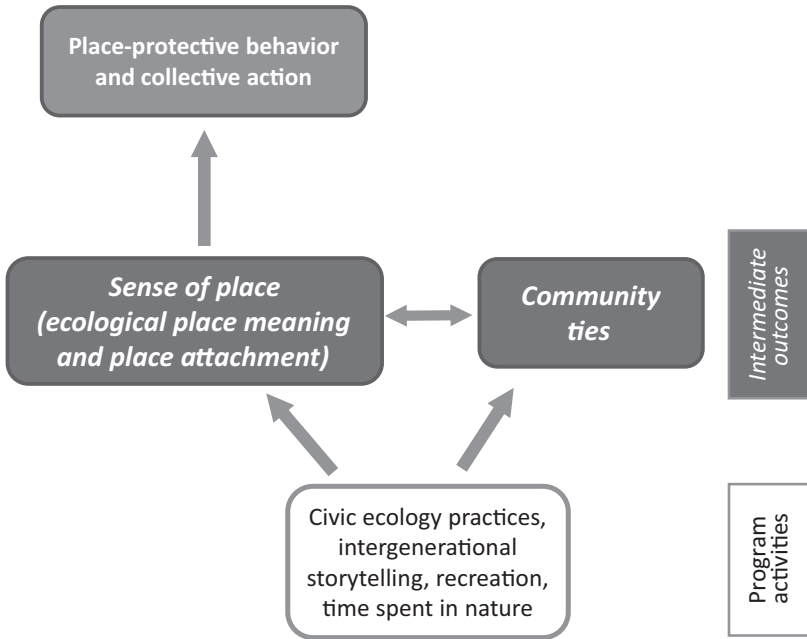 Place-protective behavior
and collective action
Sense of place
(ecological place meaning
and place attachment)
Community
ties
Intermediate
outcomes
Civic ecology practices,
intergenerational
storytelling, recreation,
time spent in nature
Program
activities